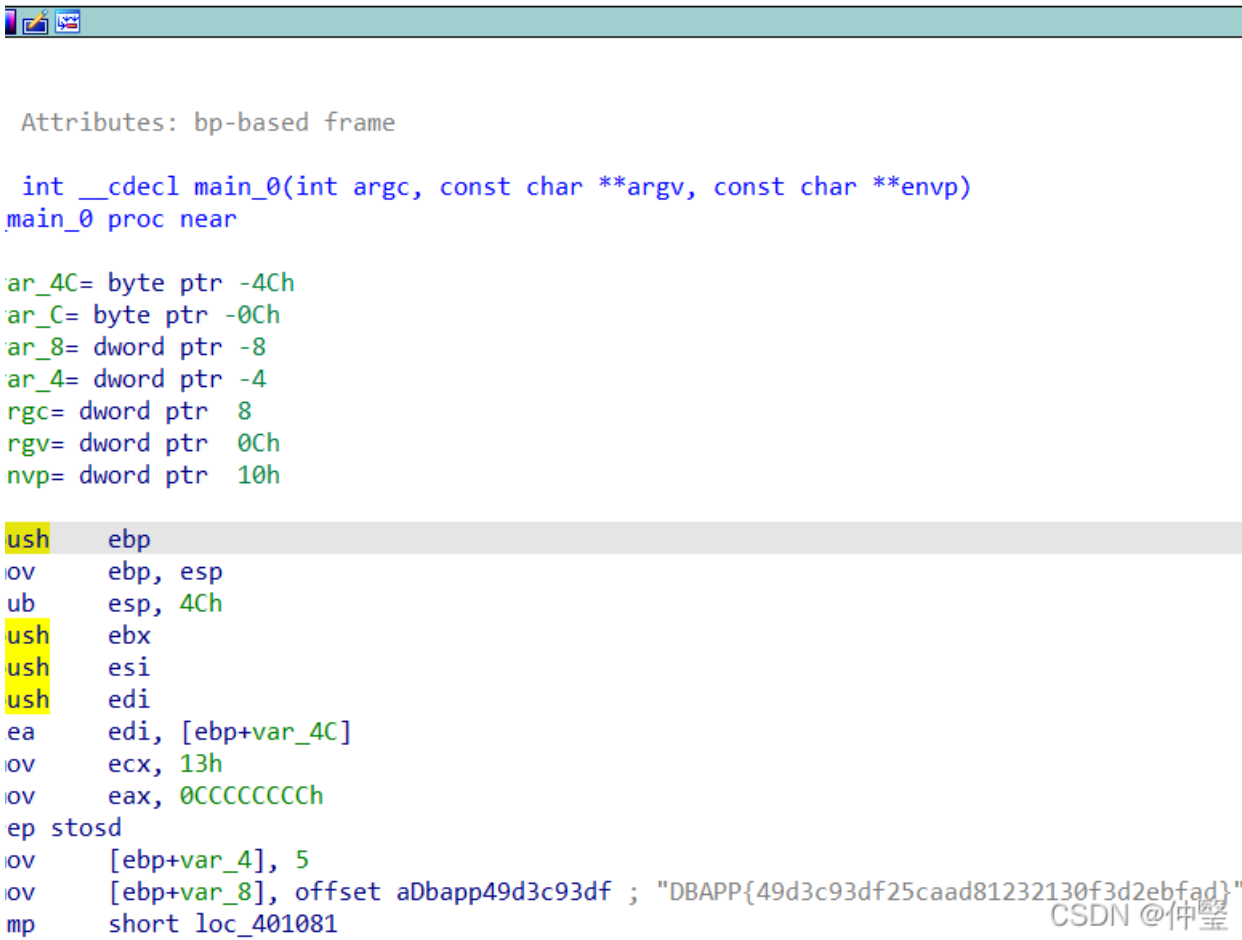 Attributes: bp-based frame
int __cdecl main_0(int argc, const char **argv, const char **envp)
_main_0 proc near
ar_4C= byte ptr -4Ch
ar_C= byte ptr -0Ch
ar_8= dword ptr -8
ar_4= dword ptr -4
rgc= dword ptr 8
rgv= dword ptr 0Ch
nvp= dword ptr 10h
ush ebp
ov ebp, esp
ub esp, 4Ch
ush ebx
ush esi
ush edi
ea edi, [ebp+var_4C]
ov ecx, 13h
ov eax, 0CCCCCCCCh
ep stosd
ov [ebp+var_4], 5
ov [ebp+var_8], offset aDbapp49d3c93df ; "DBAPP{49d3c93df25caad81232130f3d2ebfad}"
mp short loc_401081
CSDN @仲瑿